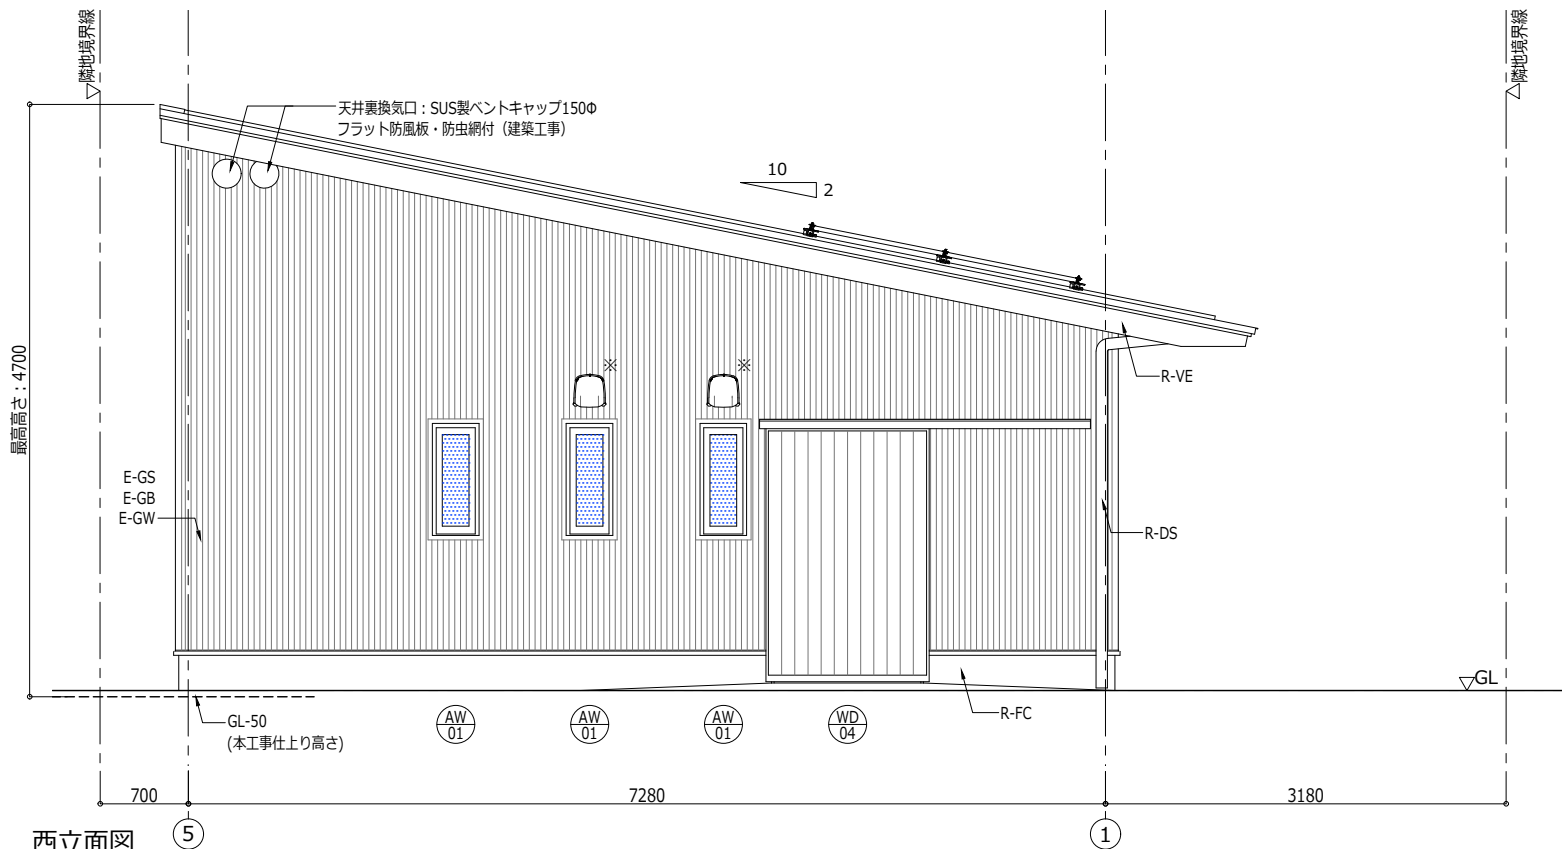 隣地境界線
隣地境界線
天井裏換気口：SUS製ベントキャップ150Φ
フラット防風板・防虫網付（建築工事）
10
2
最高高さ：4700
※
※
R-VE
E-GS
E-GB
E-GW
R-DS
GL
GL-50
(本工事仕上り高さ)
AW
01
AW
01
AW
01
WD
04
R-FC
700
7280
3180
西立面図
5
1